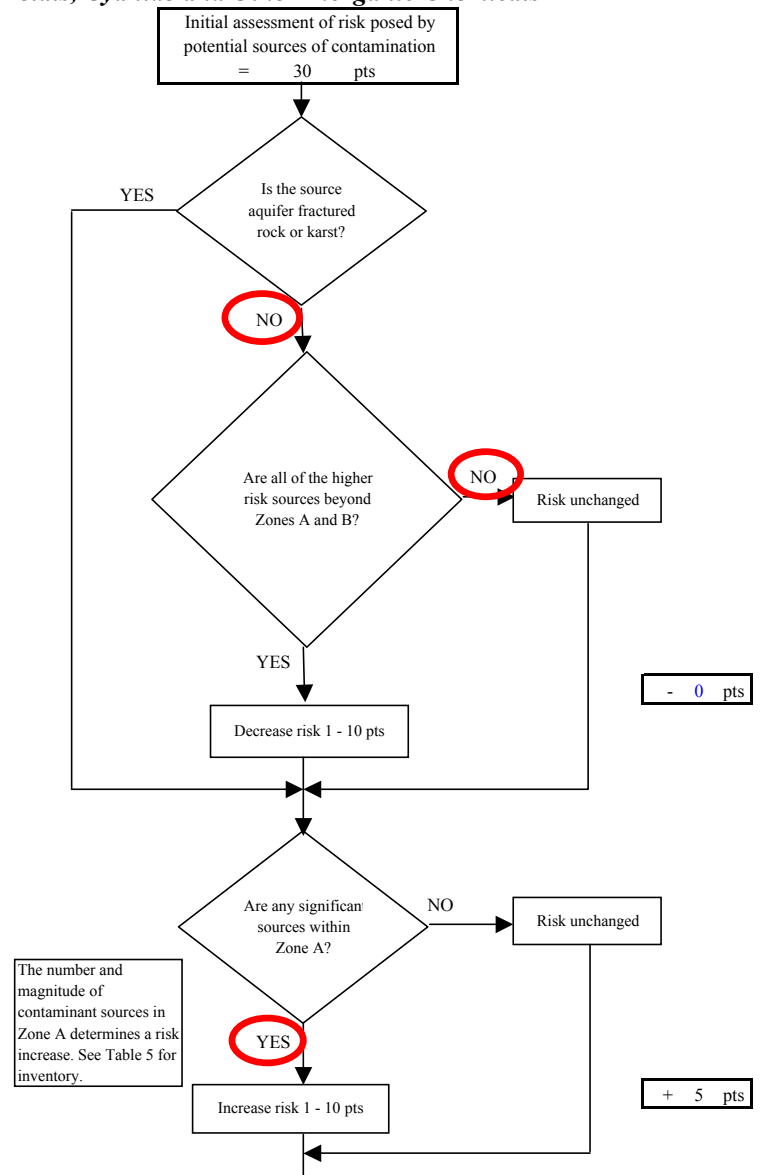 Initial assessment of risk posed by
potential sources of contamination
= 30 pts
YES
Is the source
aquifer fractured
rock or karst?
NO
Are all of the higher
risk sources beyond
Zones A and B?
NO
Risk unchanged
YES
- 0 pts
Decrease risk 1 - 10 pts
Are any significant
sources within
Zone A?
NO
Risk unchanged
The number and
magnitude of
contaminant sources in
Zone A determines a risk
increase. See Table 5 for
inventory.
YES
Increase risk 1 - 10 pts
+ 5 pts